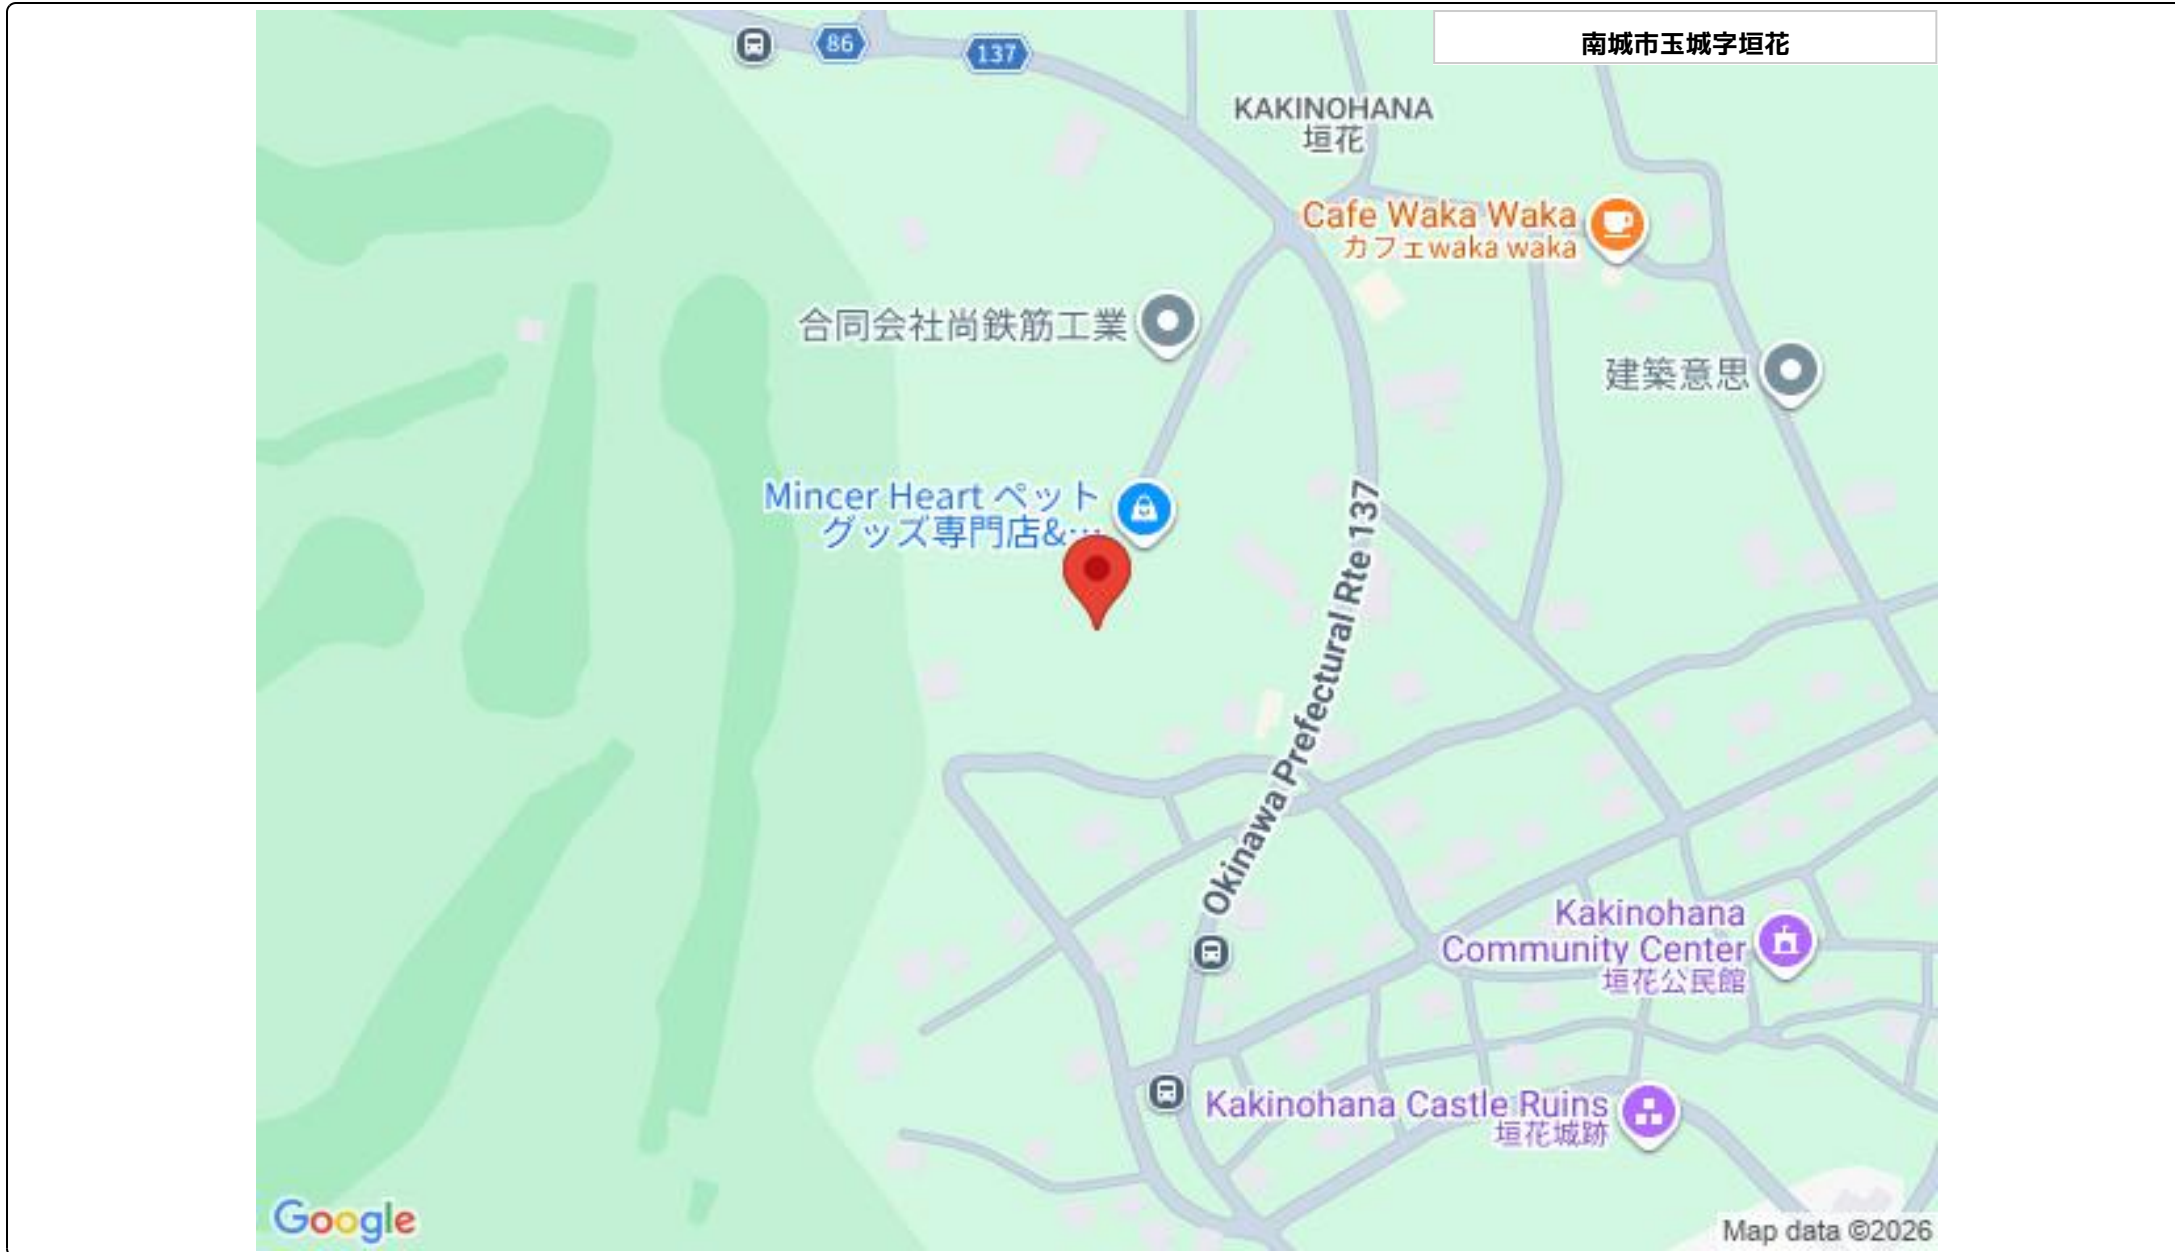 南城市玉城字垣花
86
137
KAKINOHANA
垣花
Cafe Waka Waka
カフェwaka waka
合同会社尚鉄筋工業
建築意思
Mincer Heart ペット
グッズ専門店&…
Okinawa Prefectural Rte 137
Kakinohana
Community Center
垣花公民館
Kakinohana Castle Ruins
垣花城跡
Google
Map data ©2026